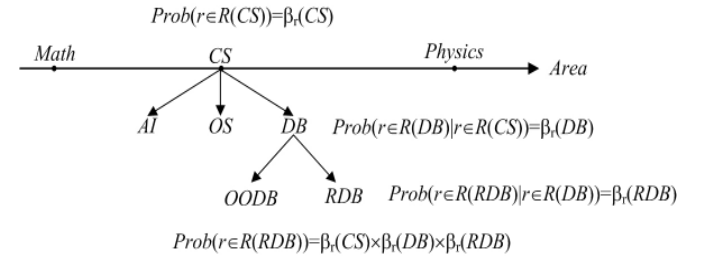 Prob(r∈R(CS))=βr(CS)
Math CS Physics
Area
AI OS DB Prob(r∈R(DB)|r∈R(CS))=βr(DB)
OODB RDB Prob(r∈R(RDB)|r∈R(DB))=βr(RDB)
Prob(r∈R(RDB))=βr(CS)×βr(DB)×βr(RDB)